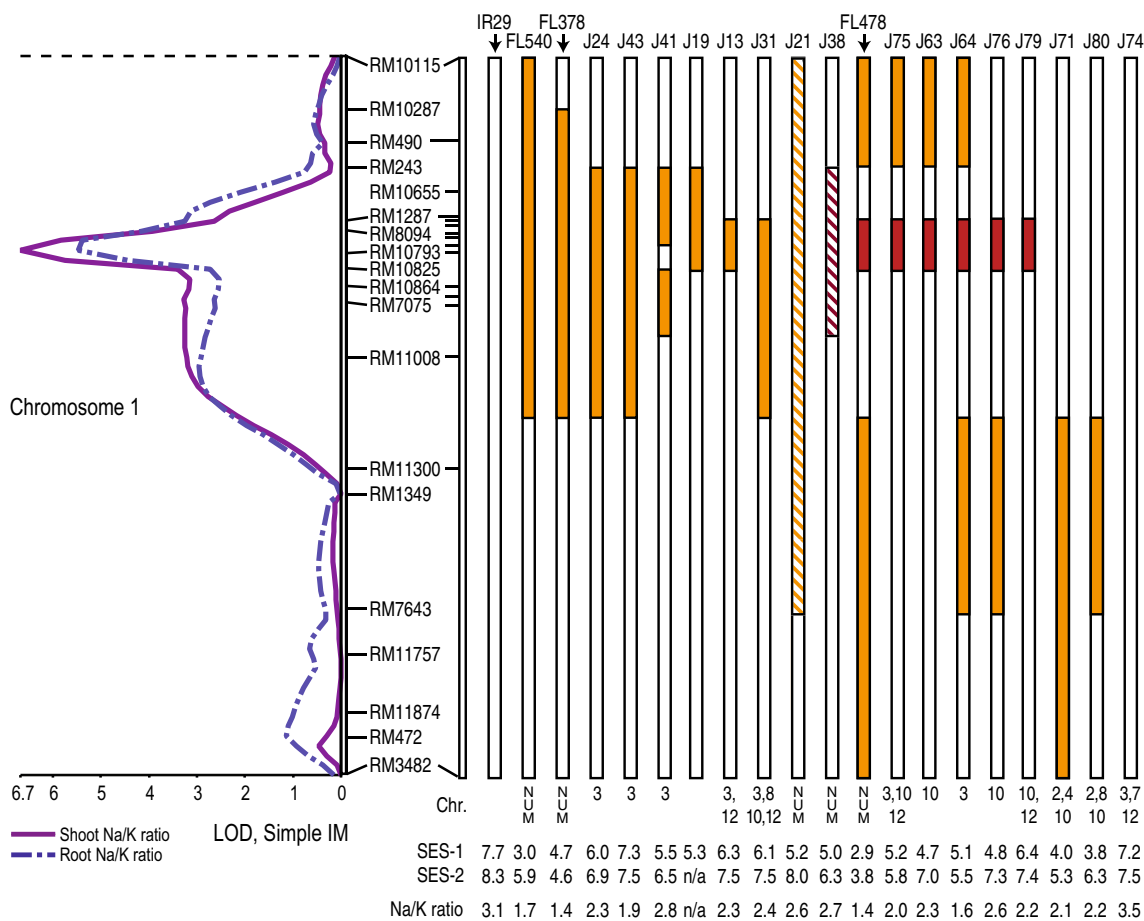 IR29 FL378 FL478
FL540 J24 J43 J41 J19 J13 J31 J21 J38 J75 J63 J64 J76 J79 J71 J80 J74
RM10115
RM10287
RM490
RM243
RM10655
RM1287
RM8094
RM10793
RM10825
RM10864
RM7075
RM11008
Chromosome 1
RM11300
RM1349
RM7643
RM11757
RM11874
RM472
RM3482
6.7 6 5 4 3 2 1 0
Shoot Na/K ratio
Root Na/K ratio
LOD, Simple IM
Chr. NUM NUM 3 3 3 3, 12 3,8 10,12 NUM NUM NUM 3,10 12 10 3 10 10, 12 2,4 10 2,8 10 3,7 12
SES-1 7.7 3.0 4.7 6.0 7.3 5.5 5.3 6.3 6.1 5.2 5.0 2.9 5.2 4.7 5.1 4.8 6.4 4.0 3.8 7.2
SES-2 8.3 5.9 4.6 6.9 7.5 6.5 n/a 7.5 7.5 8.0 6.3 3.8 5.8 7.0 5.5 7.3 7.4 5.3 6.3 7.5
Na/K ratio 3.1 1.7 1.4 2.3 1.9 2.8 n/a 2.3 2.4 2.6 2.7 1.4 2.0 2.3 1.6 2.6 2.2 2.1 2.2 3.5